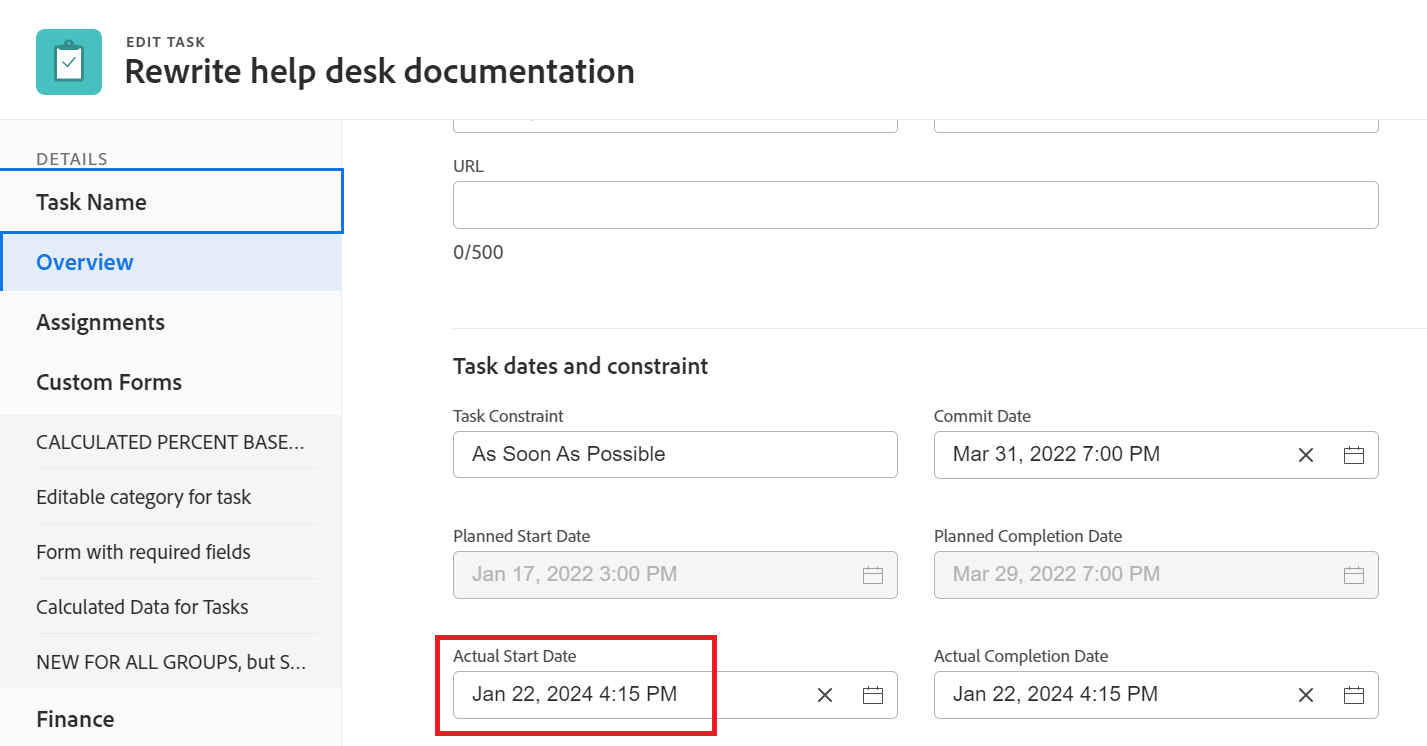 EDIT TASK
Rewrite help desk documentation
DETAILS
Task Name
Overview
Assignments
Custom Forms
CALCULATED PERCENT BASE...
Editable category for task
Form with required fields
Calculated Data for Tasks
NEW FOR ALL GROUPS, but S...
Finance
URL
0/500
Task dates and constraint
Task Constraint
As Soon As Possible
Commit Date
Mar 31, 2022 7:00 PM
Planned Start Date
Jan 17, 2022 3:00 PM
Planned Completion Date
Mar 29, 2022 7:00 PM
Actual Start Date
Jan 22, 2024 4:15 PM
Actual Completion Date
Jan 22, 2024 4:15 PM